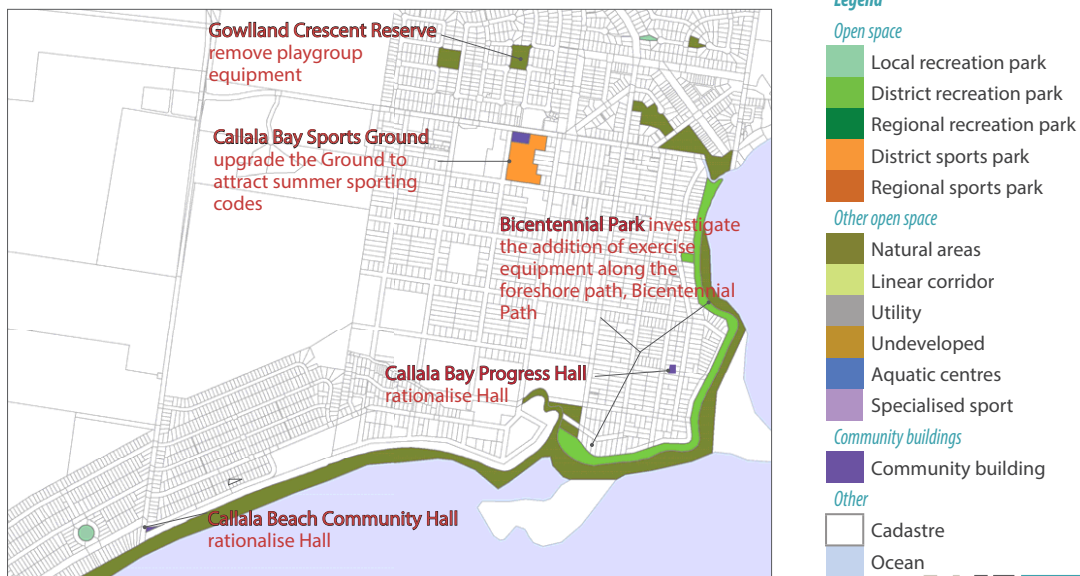 Gowlland Crescent Reserve
remove playgroup
equipment
Callala Bay Sports Ground
upgrade the Ground to
attract summer sporting
codes
Bicentennial Park investigate
the addition of exercise
equipment along the
foreshore path, Bicentennial
Path
Callala Bay Progress Hall
rationalise Hall
Callala Beach Community Hall
rationalise Hall
Legend
Open space
Local recreation park
District recreation park
Regional recreation park
District sports park
Regional sports park
Other open space
Natural areas
Linear corridor
Utility
Undeveloped
Aquatic centres
Specialised sport
Community buildings
Community building
Other
Cadastre
Ocean